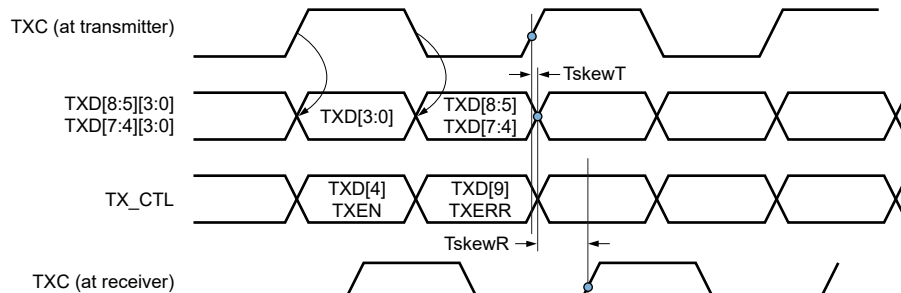 TXC (at transmitter)
TskewT
TXD[8:5][3:0]
TXD[7:4][3:0]
TXD[3:0]
TXD[8:5]
TXD[7:4]
TX_CTL
TXD[4]
TXEN
TXD[9]
TXERR
TskewR
TXC (at receiver)